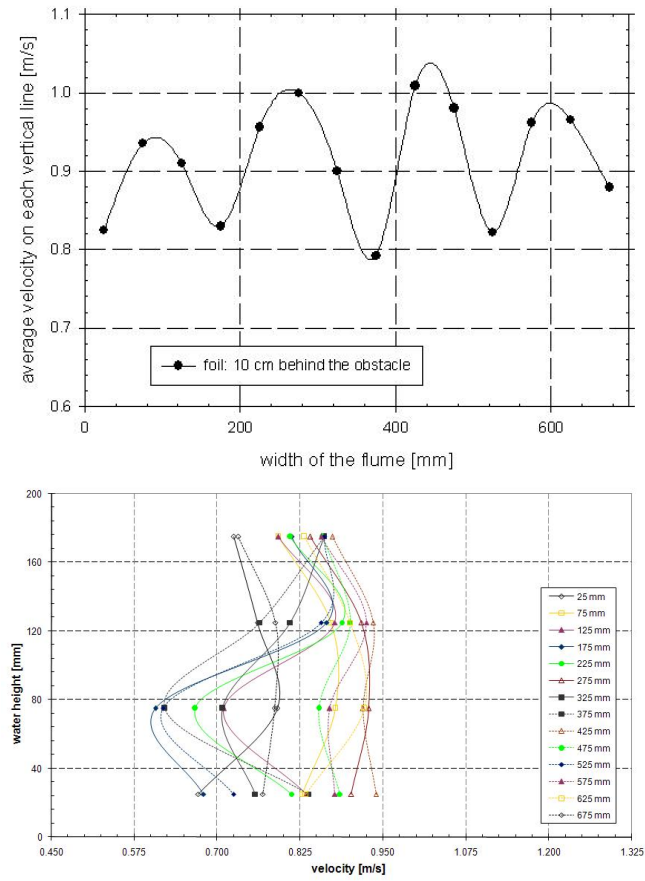 1.1
1.0
0.9
0.8
0.7
0.6
average velocity on each vertical line [m/s]
foil: 10 cm behind the obstacle
0 200 400 600
width of the flume [mm]
200
160
120
80
40
0
water height [mm]
25 mm
75 mm
125 mm
175 mm
225 mm
275 mm
325 mm
375 mm
425 mm
475 mm
525 mm
575 mm
625 mm
675 mm
0.450 0.575 0.700 0.825 0.950 1.075 1.200 1.325
velocity [m/s]